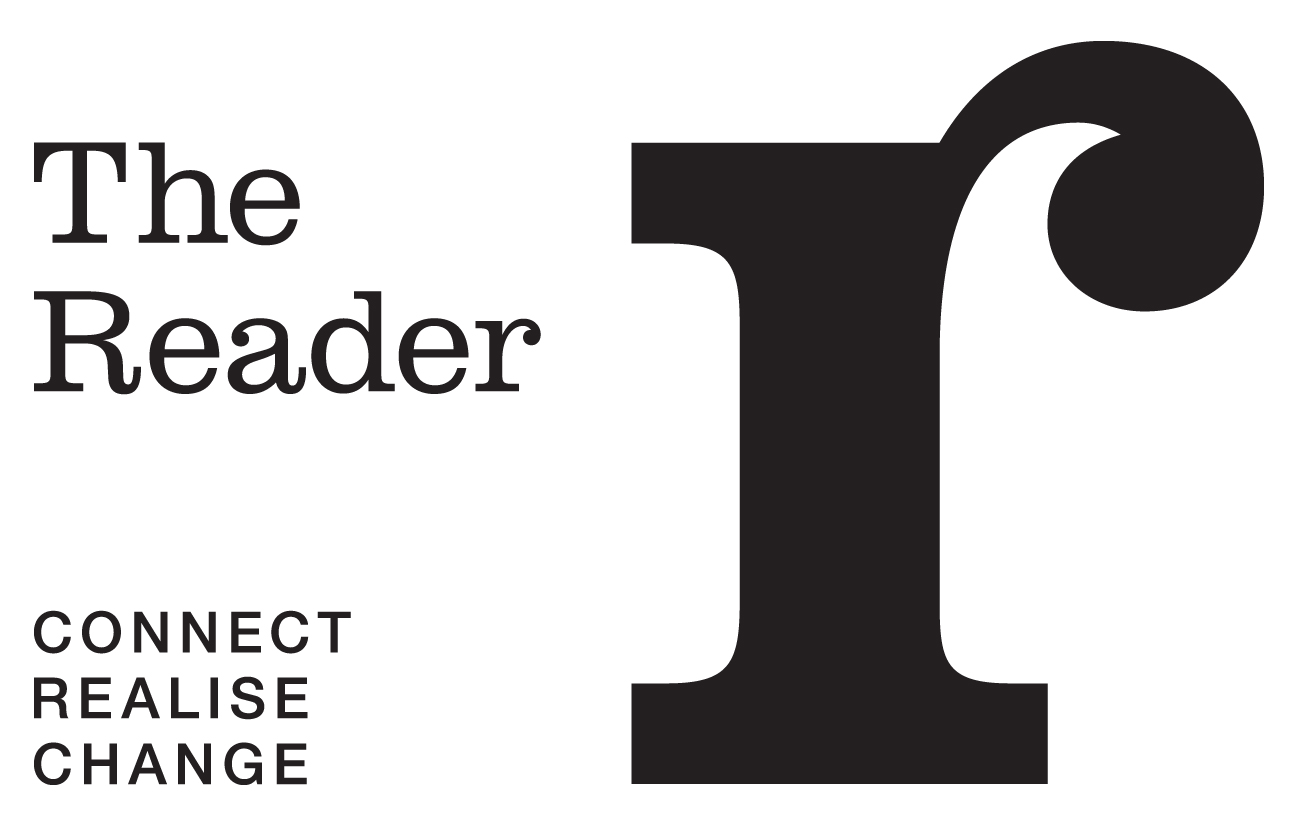 The
Reader
r
CONNECT
REALISE
CHANGE